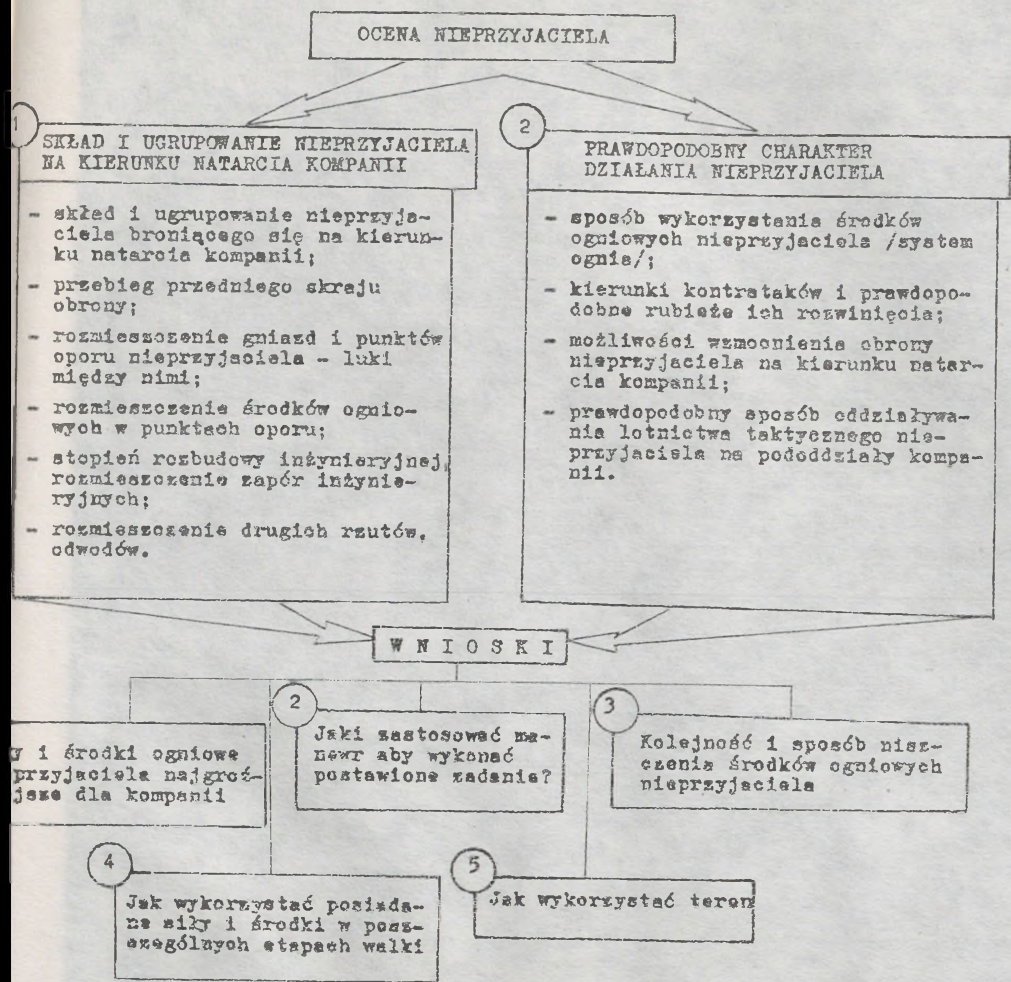 OCENA NIEPRZYJACIELA
1
SKŁAD I UGRUPOWANIE NIEPRZYJACIELA
NA KIERUNKU NATARCIA KOMPANII
- skład i ugrupowanie nieprzyja-
ciela broniącego się na kierun-
ku natarcia kompanii;
- przebieg przedniego skraju
obrony;
- rozmieszczenie gniazd i punktów
oporu nieprzyjaciela - luki
między nimi;
- rozmieszczenie środków ognio-
wych w punktach oporu;
- stopień rozbudowy inżynieryjnej,
rozmieszczenie zapór inżynie-
ryjnych;
- rozmieszczenie drugich rzutów,
odwodów.
2
PRAWDOPODOBNY CHARAKTER
DZIAŁANIA NIEPRZYJACIELA
- sposób wykorzystania środków
ogniowych nieprzyjaciela /system
ognia/;
- kierunki kontrataków i prawdopo-
dobne rubieże ich rozwinięcia;
- możliwości wzmocnienia obrony
nieprzyjaciela na kierunku natar-
cia kompanii;
- prawdopodobny sposób oddziaływa-
nia lotnictwa taktycznego nie-
przyjaciela na pododdziały kompa-
nii.
W N I O S K I
y i środki ogniowe
przyjaciela najgroź-
jsze dla kompanii
2
Jaki zastosować ma-
newr aby wykonać
postawione zadanie?
3
Kolejność i sposób nisz-
czenia środków ogniowych
nieprzyjaciela
4
Jak wykorzystać posiada-
ne siły i środki w posz-
czególnych etapach walki
5
Jak wykorzystać teren